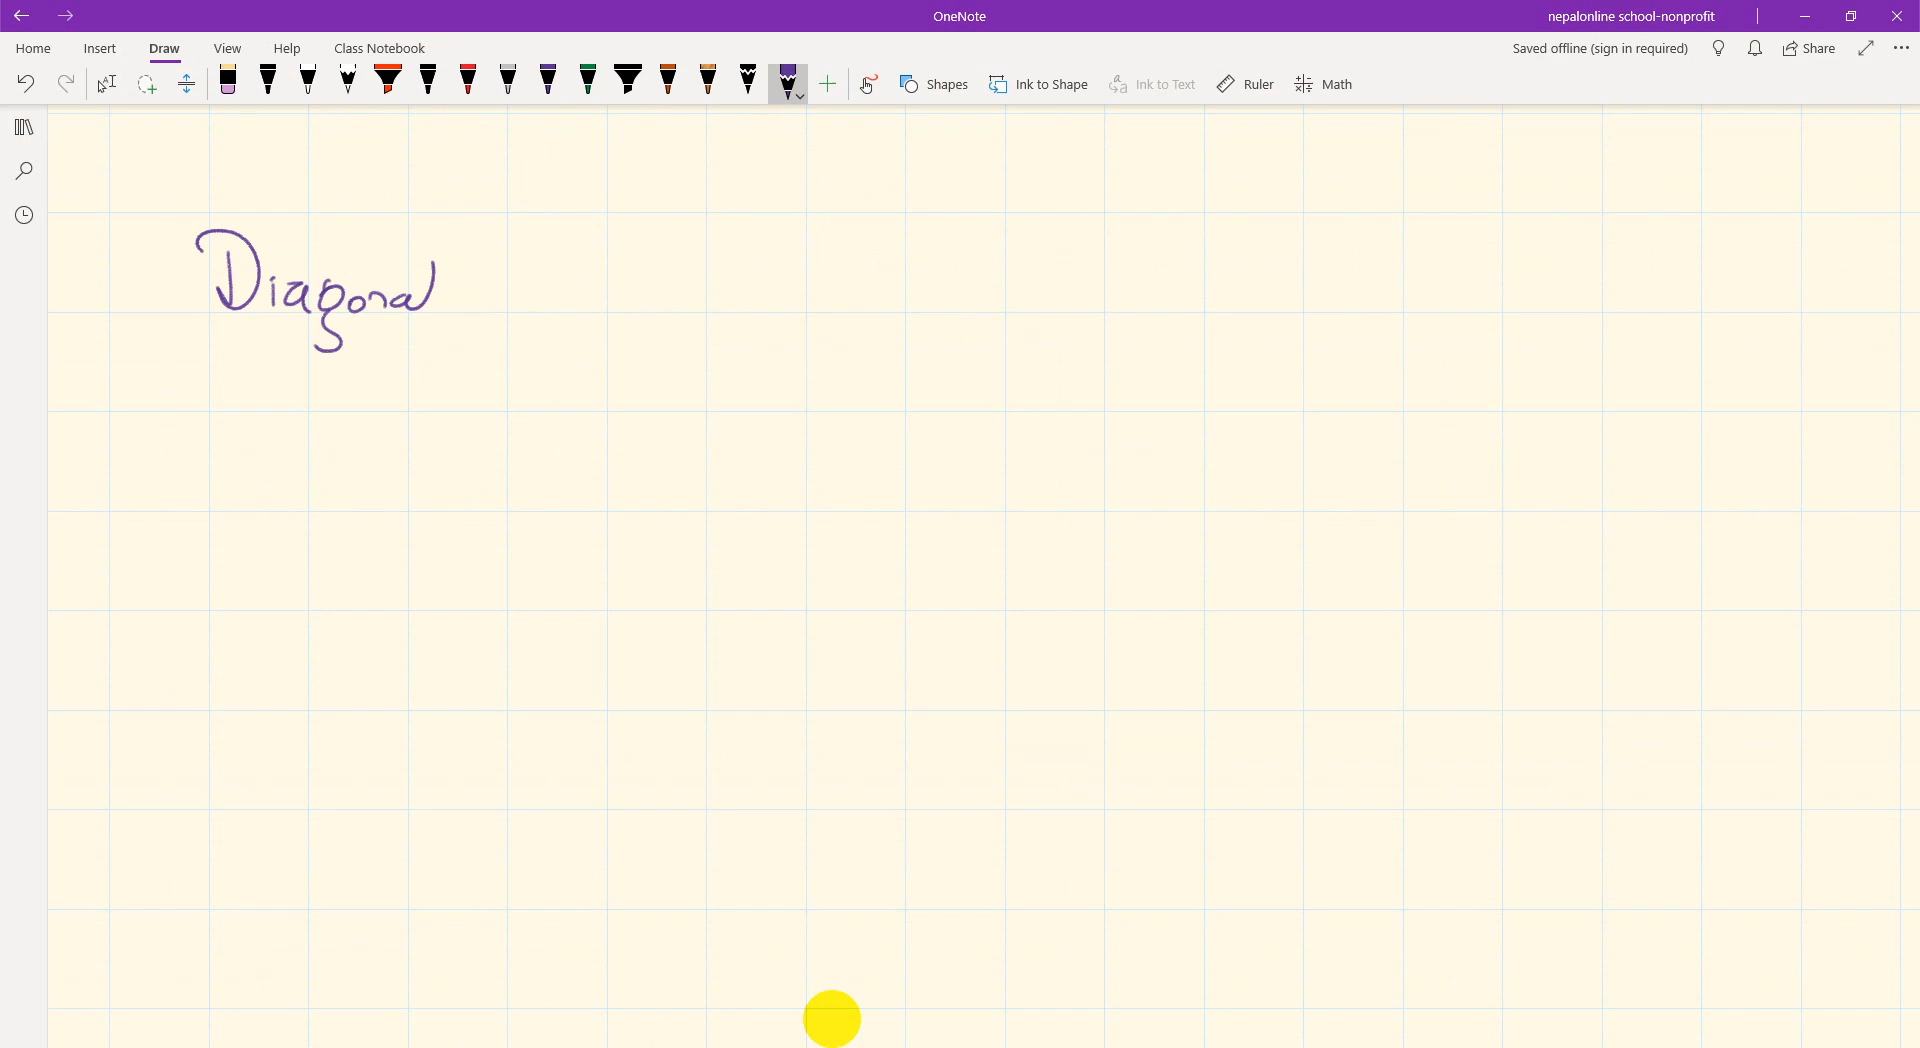 OneNote
nepalonline school-nonprofit
Home Insert Draw View Help Class Notebook
Saved offline (sign in required) Share
Shapes Ink to Shape Ink to Text Ruler Math
Diagonal